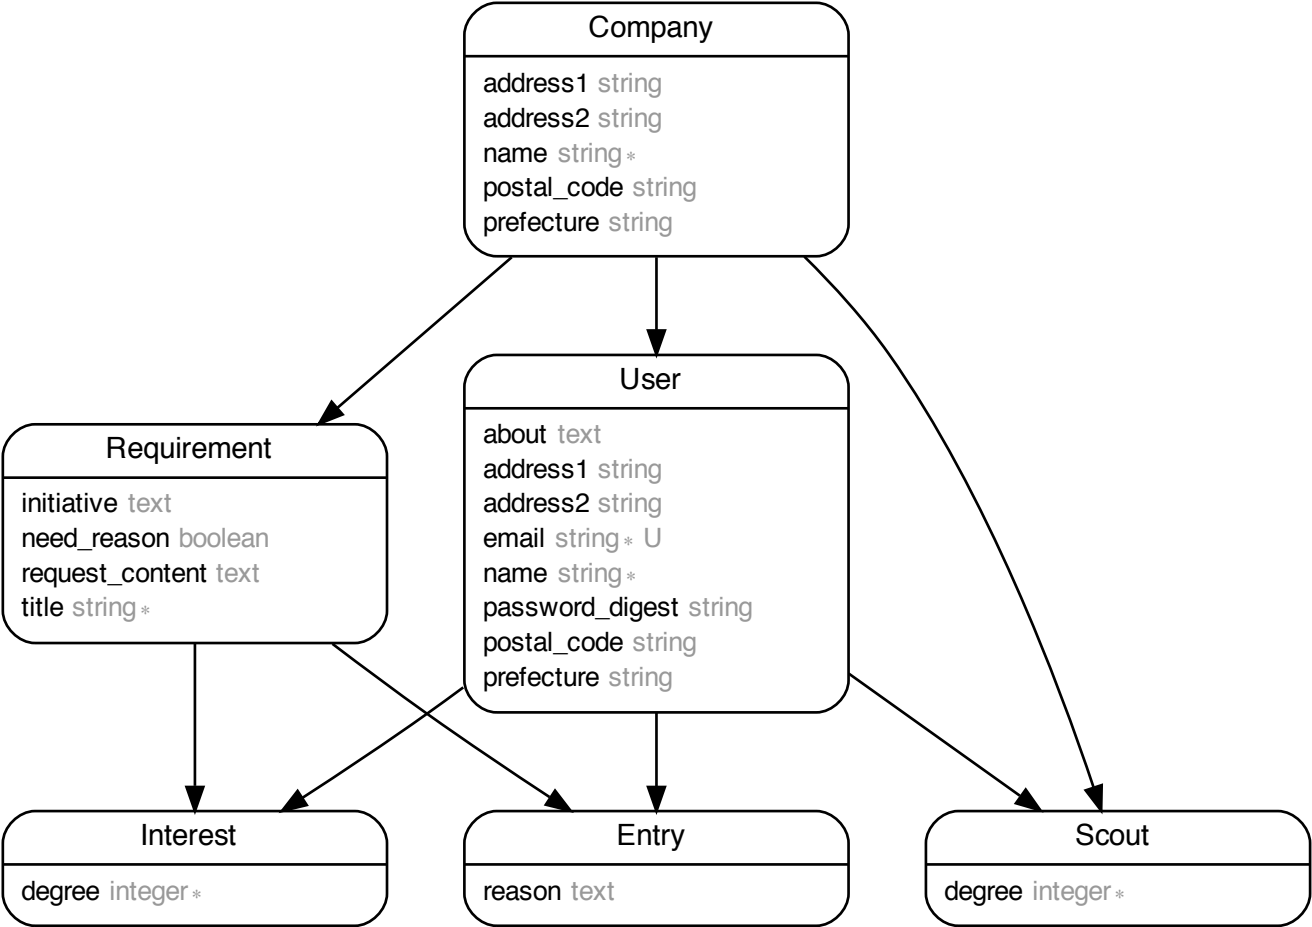 Company
address1 string
address2 string
name string*
postal_code string
prefecture string
User
about text
address1 string
address2 string
email string* U
name string*
password_digest string
postal_code string
prefecture string
Requirement
initiative text
need_reason boolean
request_content text
title string*
Interest
degree integer*
Entry
reason text
Scout
degree integer*